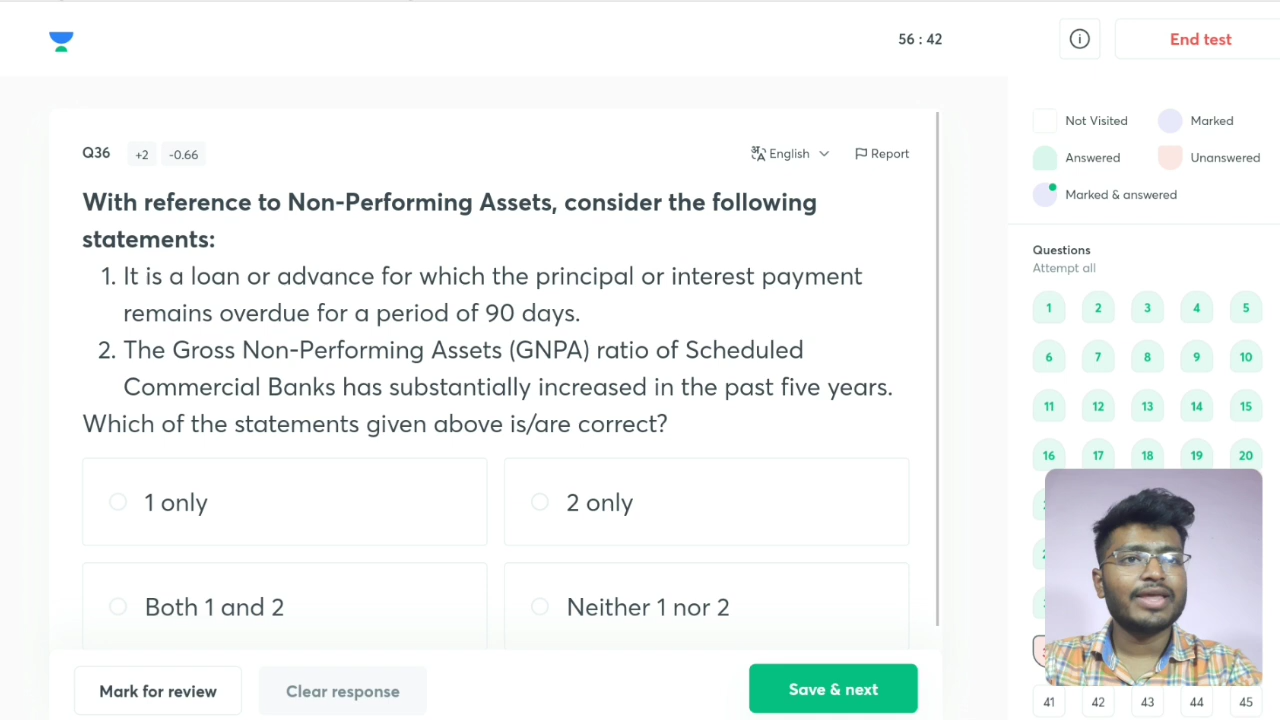 56 : 42
End test
Q36
+2
-0.66
English
Report
With reference to Non-Performing Assets, consider the following
statements:
1. It is a loan or advance for which the principal or interest payment
remains overdue for a period of 90 days.
2. The Gross Non-Performing Assets (GNPA) ratio of Scheduled
Commercial Banks has substantially increased in the past five years.
Which of the statements given above is/are correct?
1 only
2 only
Both 1 and 2
Neither 1 nor 2
Mark for review
Clear response
Save & next
Not Visited
Marked
Answered
Unanswered
Marked & answered
Questions
Attempt all
1 2 3 4 5
6 7 8 9 10
11 12 13 14 15
16 17 18 19 20
41 42 43 44 45